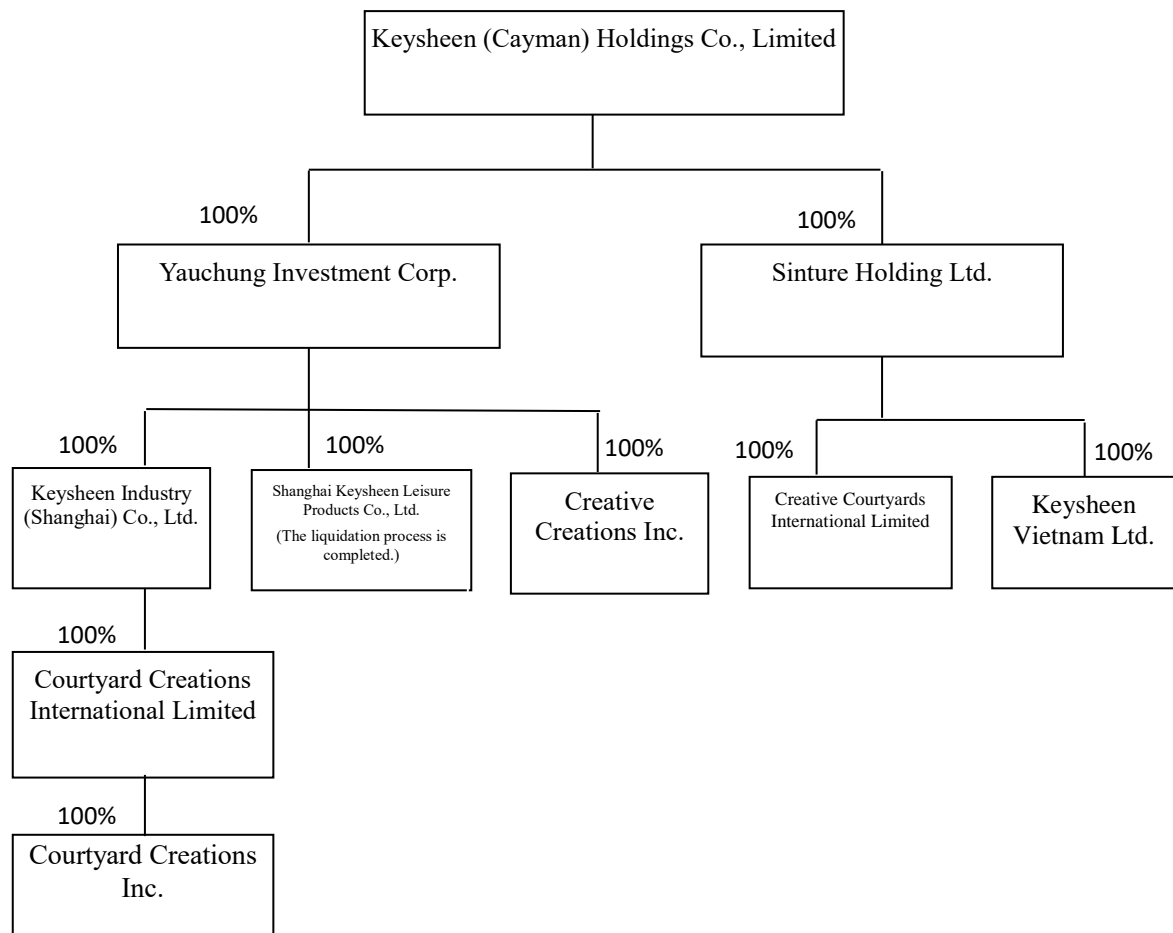 Keysheen (Cayman) Holdings Co., Limited
100%
100%
Yauchung Investment Corp.
Sinture Holding Ltd.
100%
100%
100%
100%
100%
Keysheen Industry
(Shanghai) Co., Ltd.
Shanghai Keysheen Leisure
Products Co., Ltd.
(The liquidation process is
completed.)
Creative
Creations Inc.
Creative Courtyards
International Limited
Keysheen
Vietnam Ltd.
100%
Courtyard Creations
International Limited
100%
Courtyard Creations
Inc.